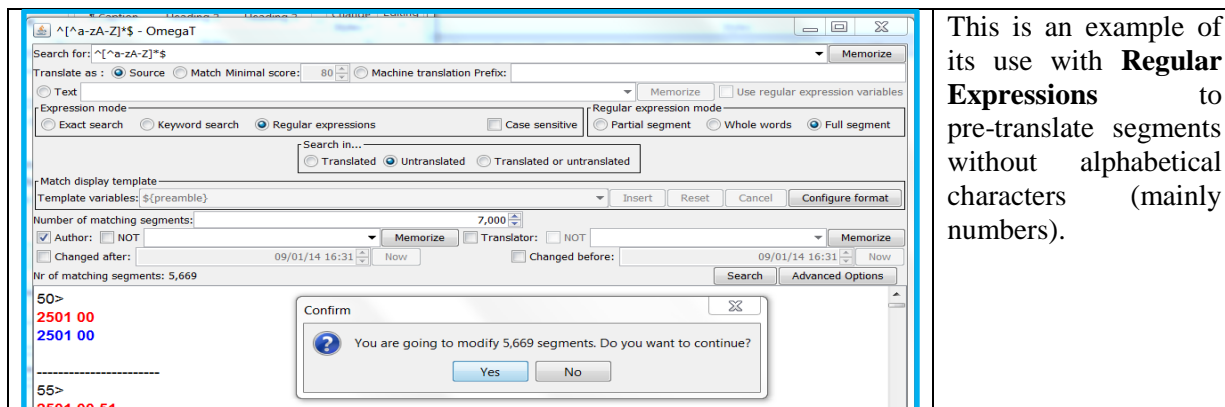 ^[^a-zA-Z]*$ - OmegaT
Search for: ^[^a-zA-Z]*$ Memorize
Translate as : Source Match Minimal score: 80 Machine translation Prefix:
Text Memorize Use regular expression variables
Expression mode Regular expression mode
Exact search Keyword search Regular expressions Case sensitive Partial segment Whole words Full segment
Search in...
Translated Untranslated Translated or untranslated
Match display template
Template variables: ${preamble} Insert Reset Cancel Configure format
Number of matching segments: 7,000
Author: NOT Memorize Translator: NOT Memorize
Changed after: 09/01/14 16:31 Now Changed before: 09/01/14 16:31 Now
Nr of matching segments: 5,669 Search Advanced Options
50>
2501 00
2501 00
-----------------------
55>
2501 00 51
Confirm
You are going to modify 5,669 segments. Do you want to continue?
Yes No
This is an example of
its use with Regular
Expressions to
pre-translate segments
without alphabetical
characters (mainly
numbers).